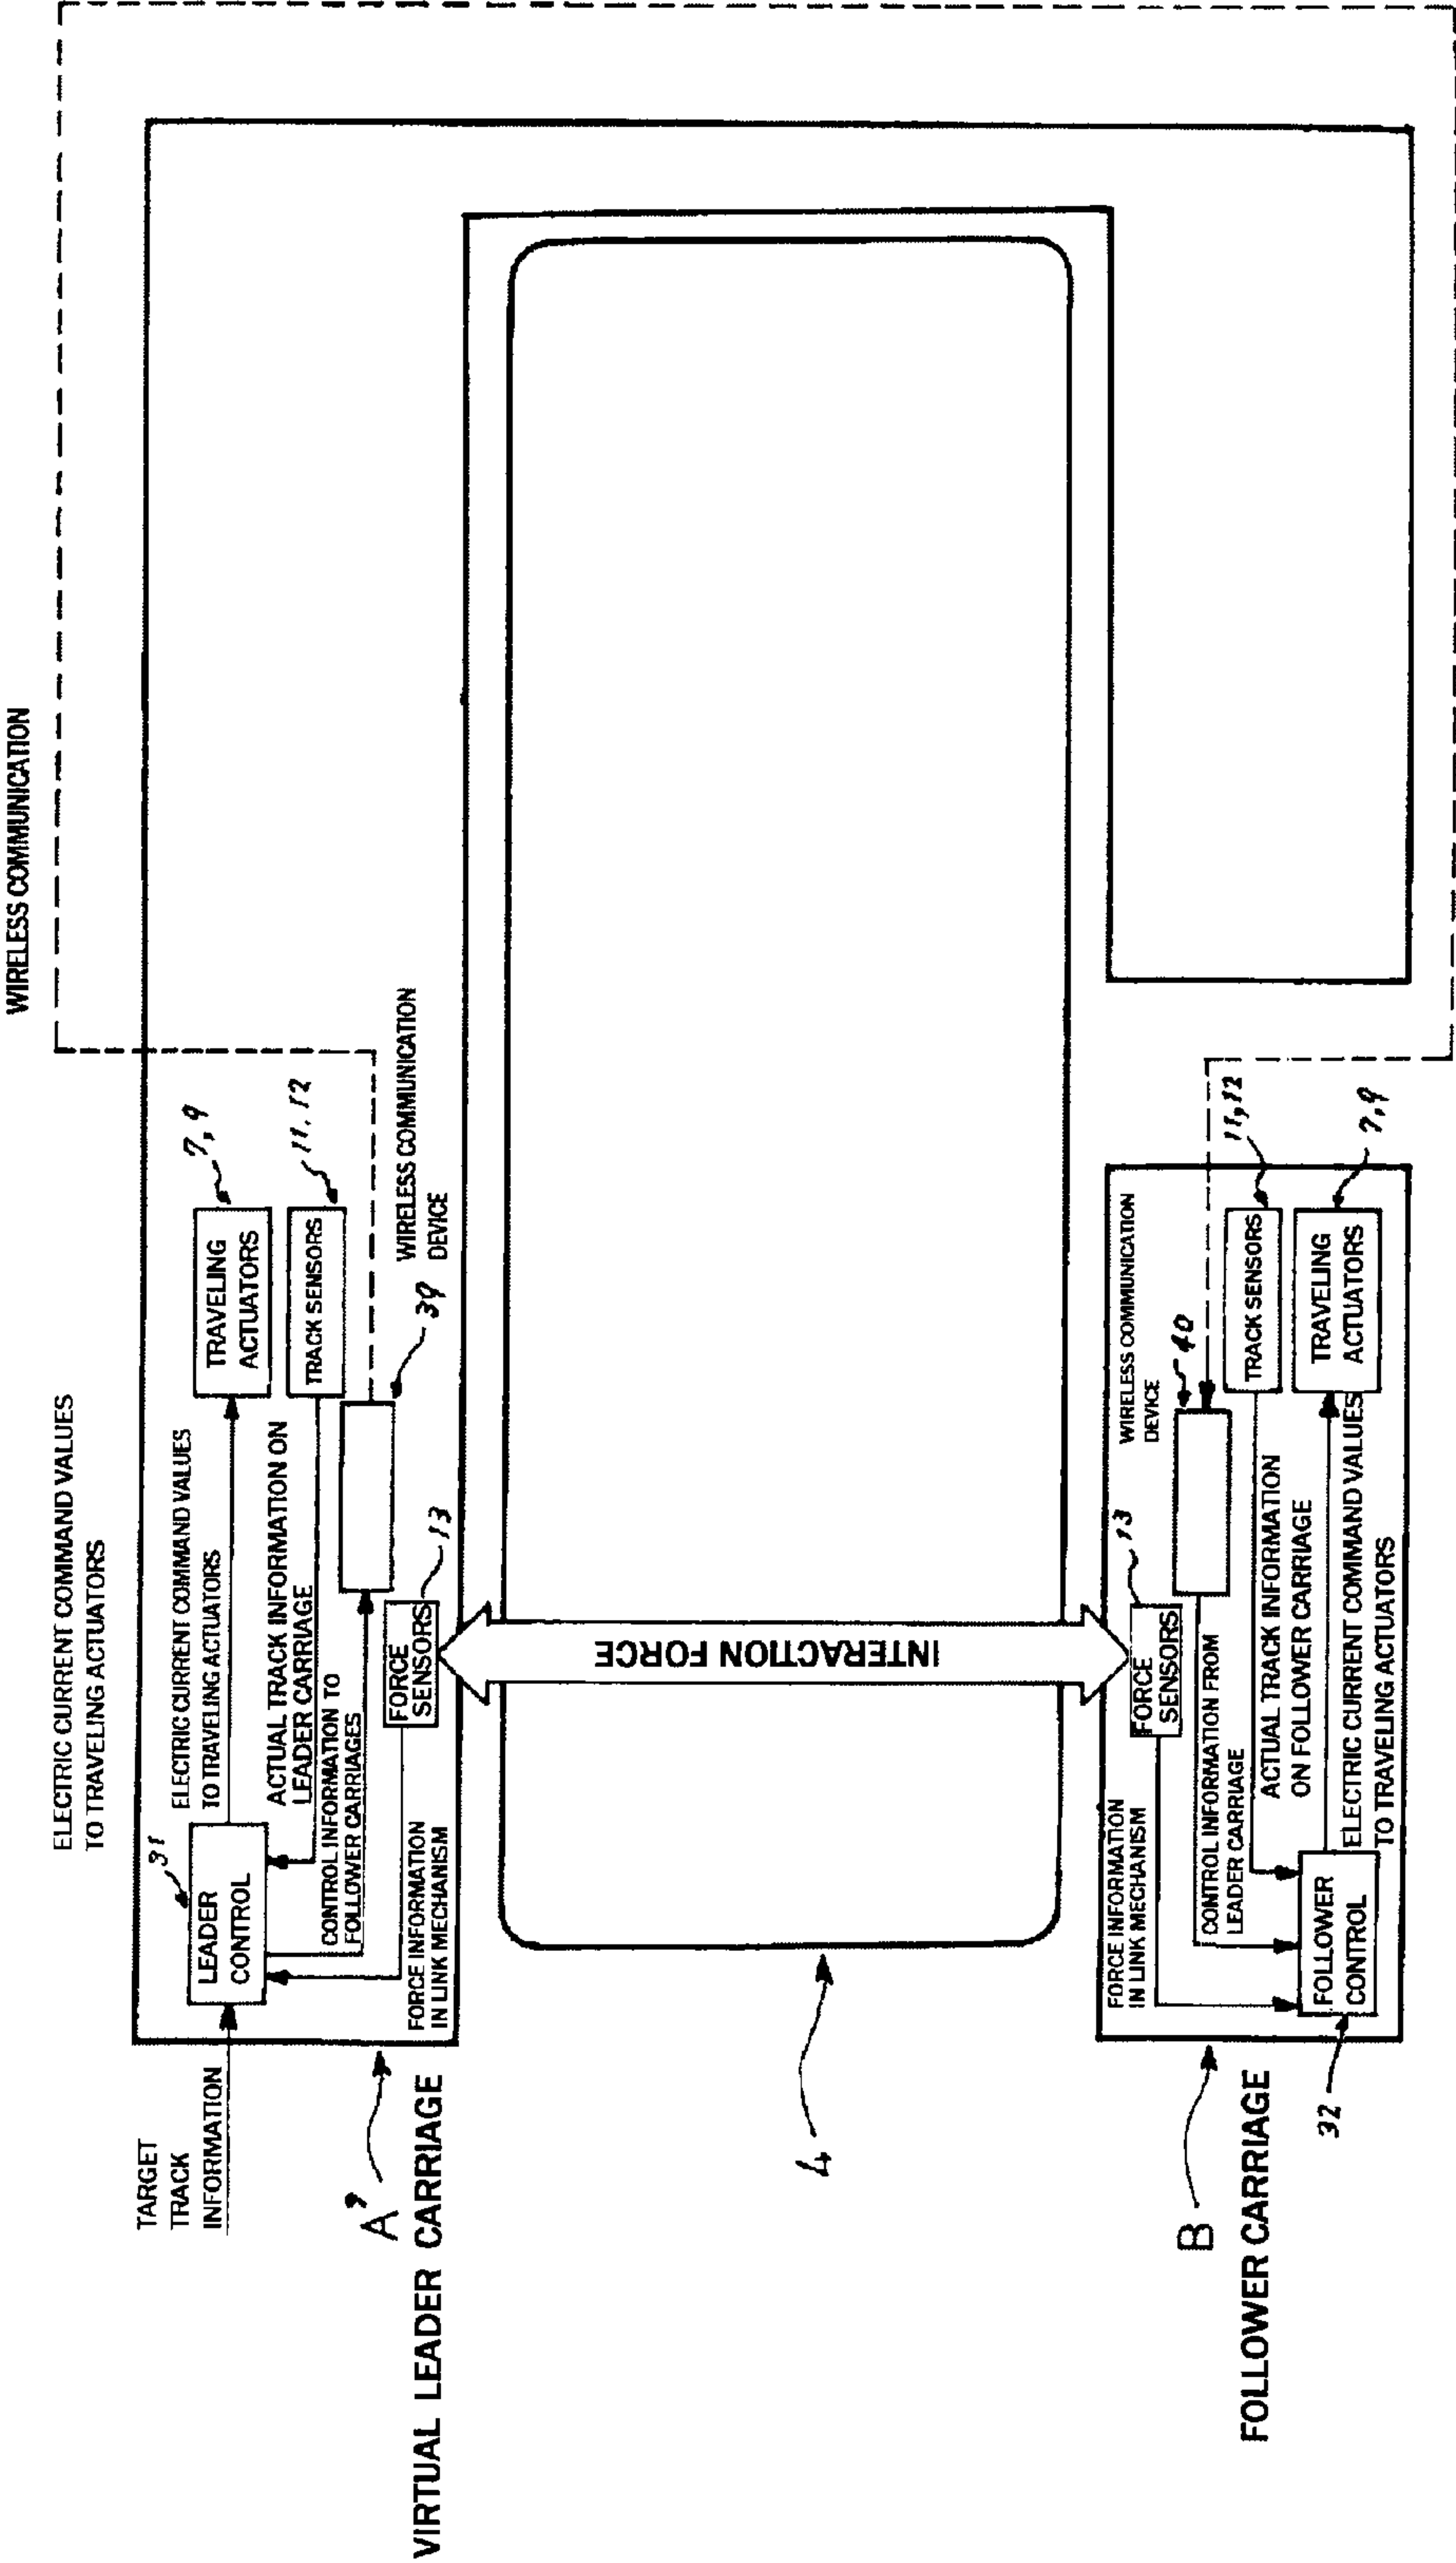 WIRELESS COMMUNICATION
ELECTRIC CURRENT COMMAND VALUES
TO TRAVELING ACTUATORS
TARGET
TRACK
INFORMATION
31
LEADER
CONTROL
ELECTRIC CURRENT COMMAND VALUES
TO TRAVELING ACTUATORS
TRAVELING
ACTUATORS
7,9
ACTUAL TRACK INFORMATION ON
LEADER CARRIAGE
TRACK SENSORS
11,12
CONTROL INFORMATION TO
FOLLOWER CARRIAGES
39
WIRELESS COMMUNICATION
DEVICE
FORCE
SENSORS
13
FORCE INFORMATION
IN LINK MECHANISM
A'
VIRTUAL LEADER CARRIAGE
INTERACTION FORCE
4
FORCE INFORMATION
IN LINK MECHANISM
FORCE
SENSORS
13
WIRELESS COMMUNICATION
DEVICE
40
CONTROL INFORMATION FROM
LEADER CARRIAGE
ACTUAL TRACK INFORMATION
ON FOLLOWER CARRIAGE
TRACK SENSORS
11,12
FOLLOWER
CONTROL
32
ELECTRIC CURRENT COMMAND VALUES
TO TRAVELING ACTUATORS
TRAVELING
ACTUATORS
7,9
B
FOLLOWER CARRIAGE